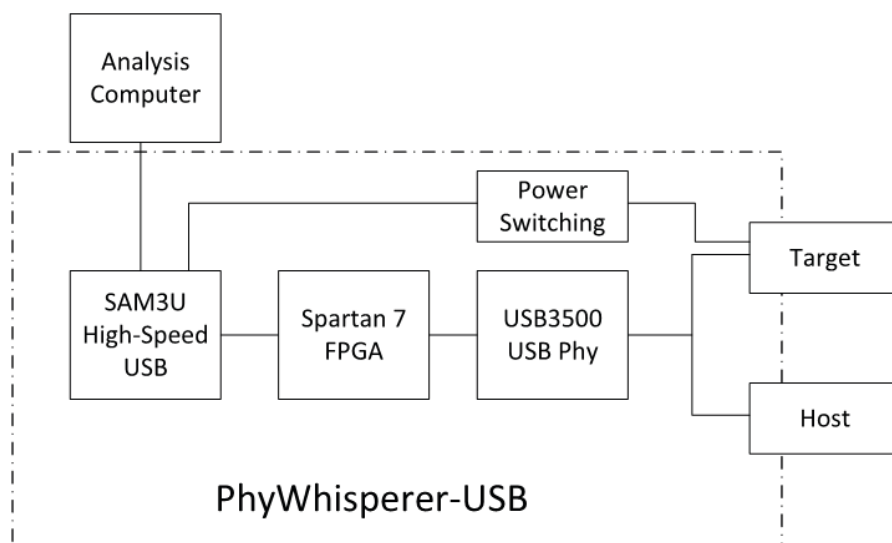 Analysis
Computer
Power
Switching
Target
SAM3U
High-Speed
USB
Spartan 7
FPGA
USB3500
USB Phy
Host
PhyWhisperer-USB